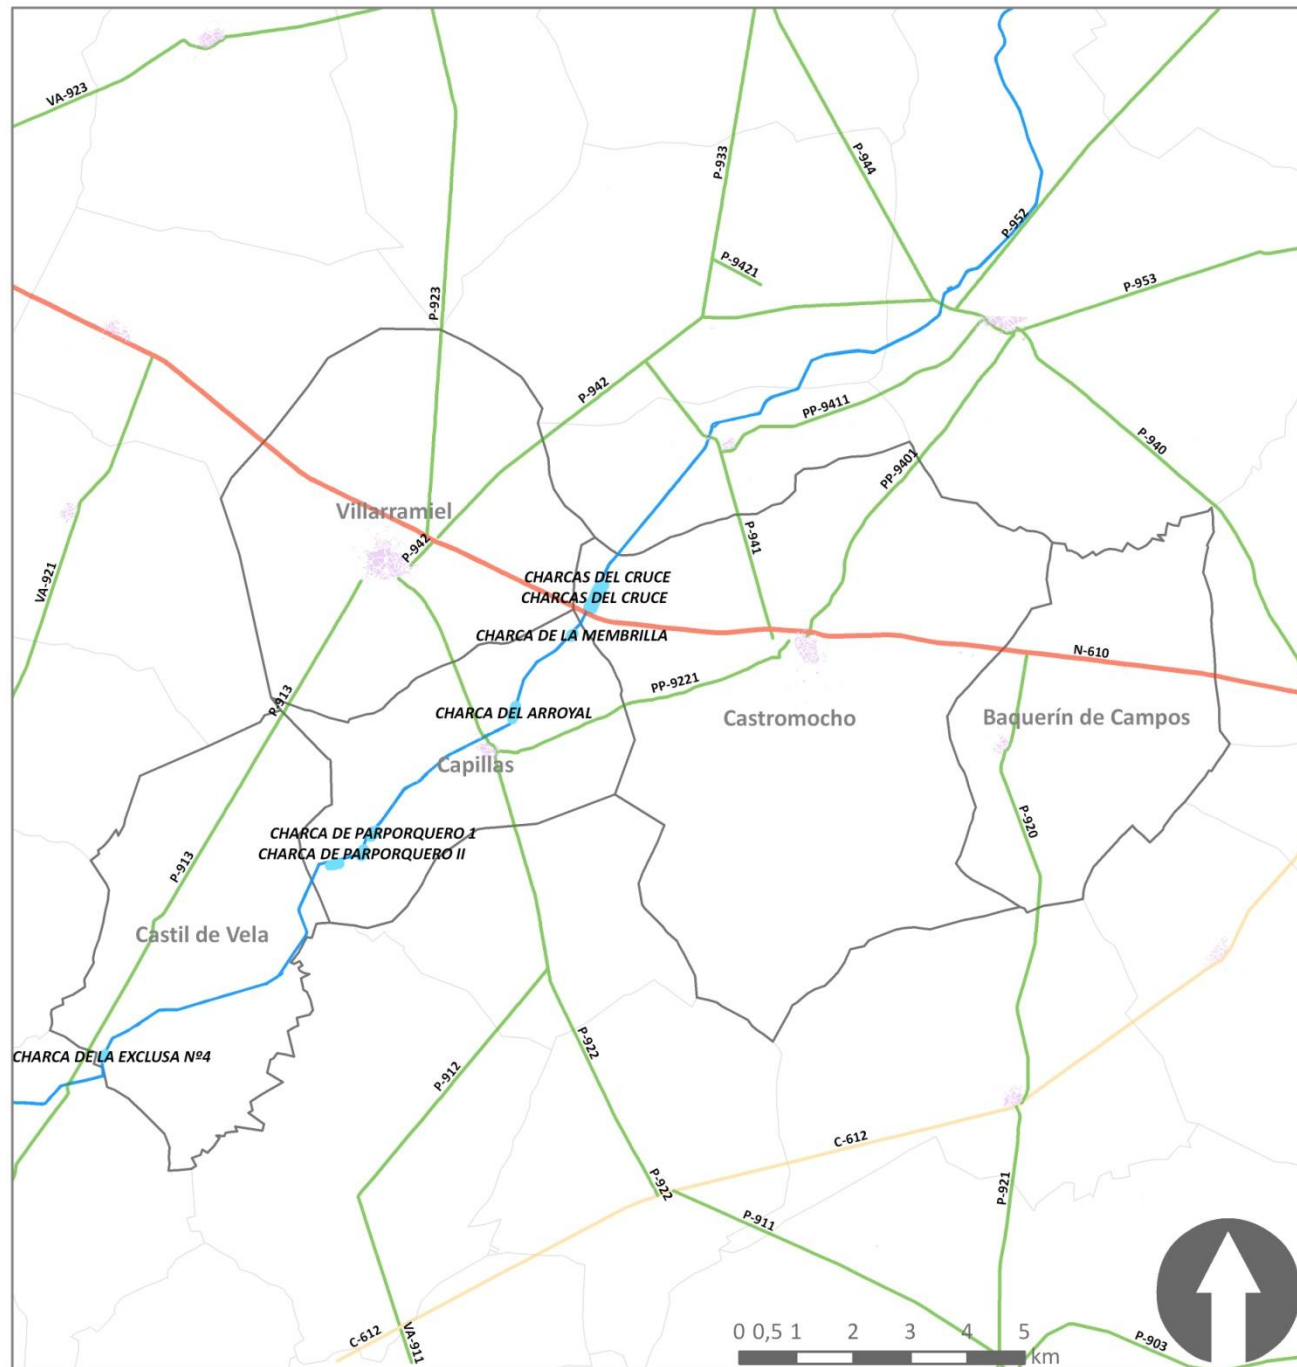 VA-923
P-933
P-944
P-952
P-9421
P-953
P-923
P-942
PP-9411
P-940
PP-9401
Villarramiel
P-942
P-941
VA-921
CHARCAS DEL CRUCE
CHARCAS DEL CRUCE
CHARCA DE LA MEMBRILLA
N-610
PP-9221
P-913
CHARCA DEL ARROYAL
Castromocho
Baquerín de Campos
Capillas
P-920
CHARCA DE PARPORQUERO 1
CHARCA DE PARPORQUERO II
P-913
Castil de Vela
P-922
CHARCA DE LA EXCLUSA Nº4
P-912
C-612
P-922
P-921
P-911
C-612
VA-911
0 0,5 1 2 3 4 5
km
P-903